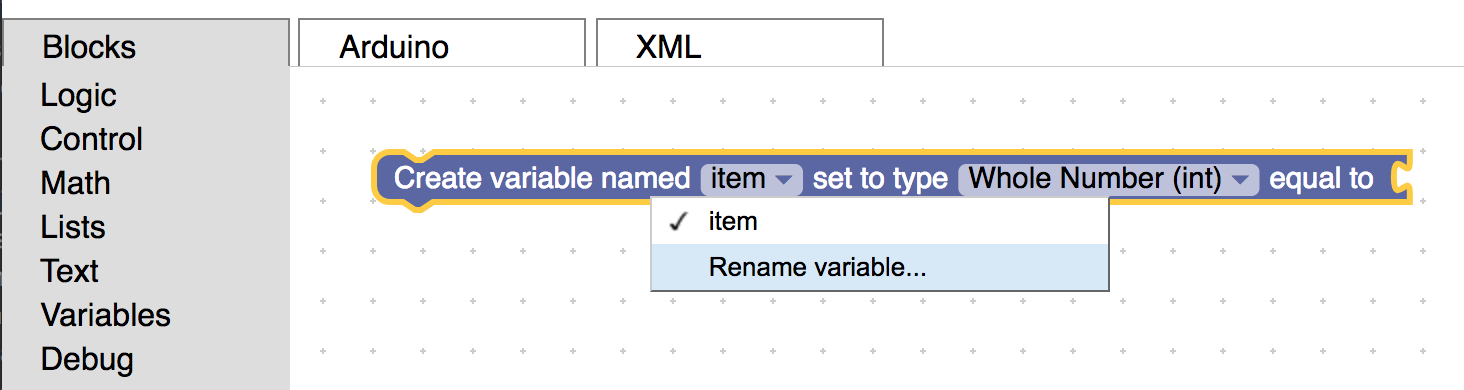 Blocks
Arduino
XML
Logic
Control
Math
Lists
Text
Variables
Debug
Create variable named item set to type Whole Number (int) equal to
item
Rename variable...